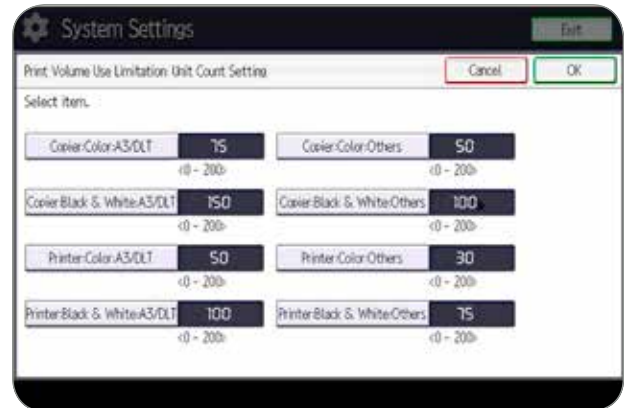 System Settings
Exit
Print Volume Use Limitation Unit Count Setting
Cancel
OK
Select item.
Copier:Color:A3/DLT 75 Copier:Color:Others 50
<0 - 200> <0 - 200>
Copier:Black & White:A3/DLT 150 Copier:Black & White:Others 100
<0 - 200> <0 - 200>
Printer:Color:A3/DLT 50 Printer:Color:Others 30
<0 - 200> <0 - 200>
Printer:Black & White:A3/DLT 100 Printer:Black & White:Others 75
<0 - 200> <0 - 200>